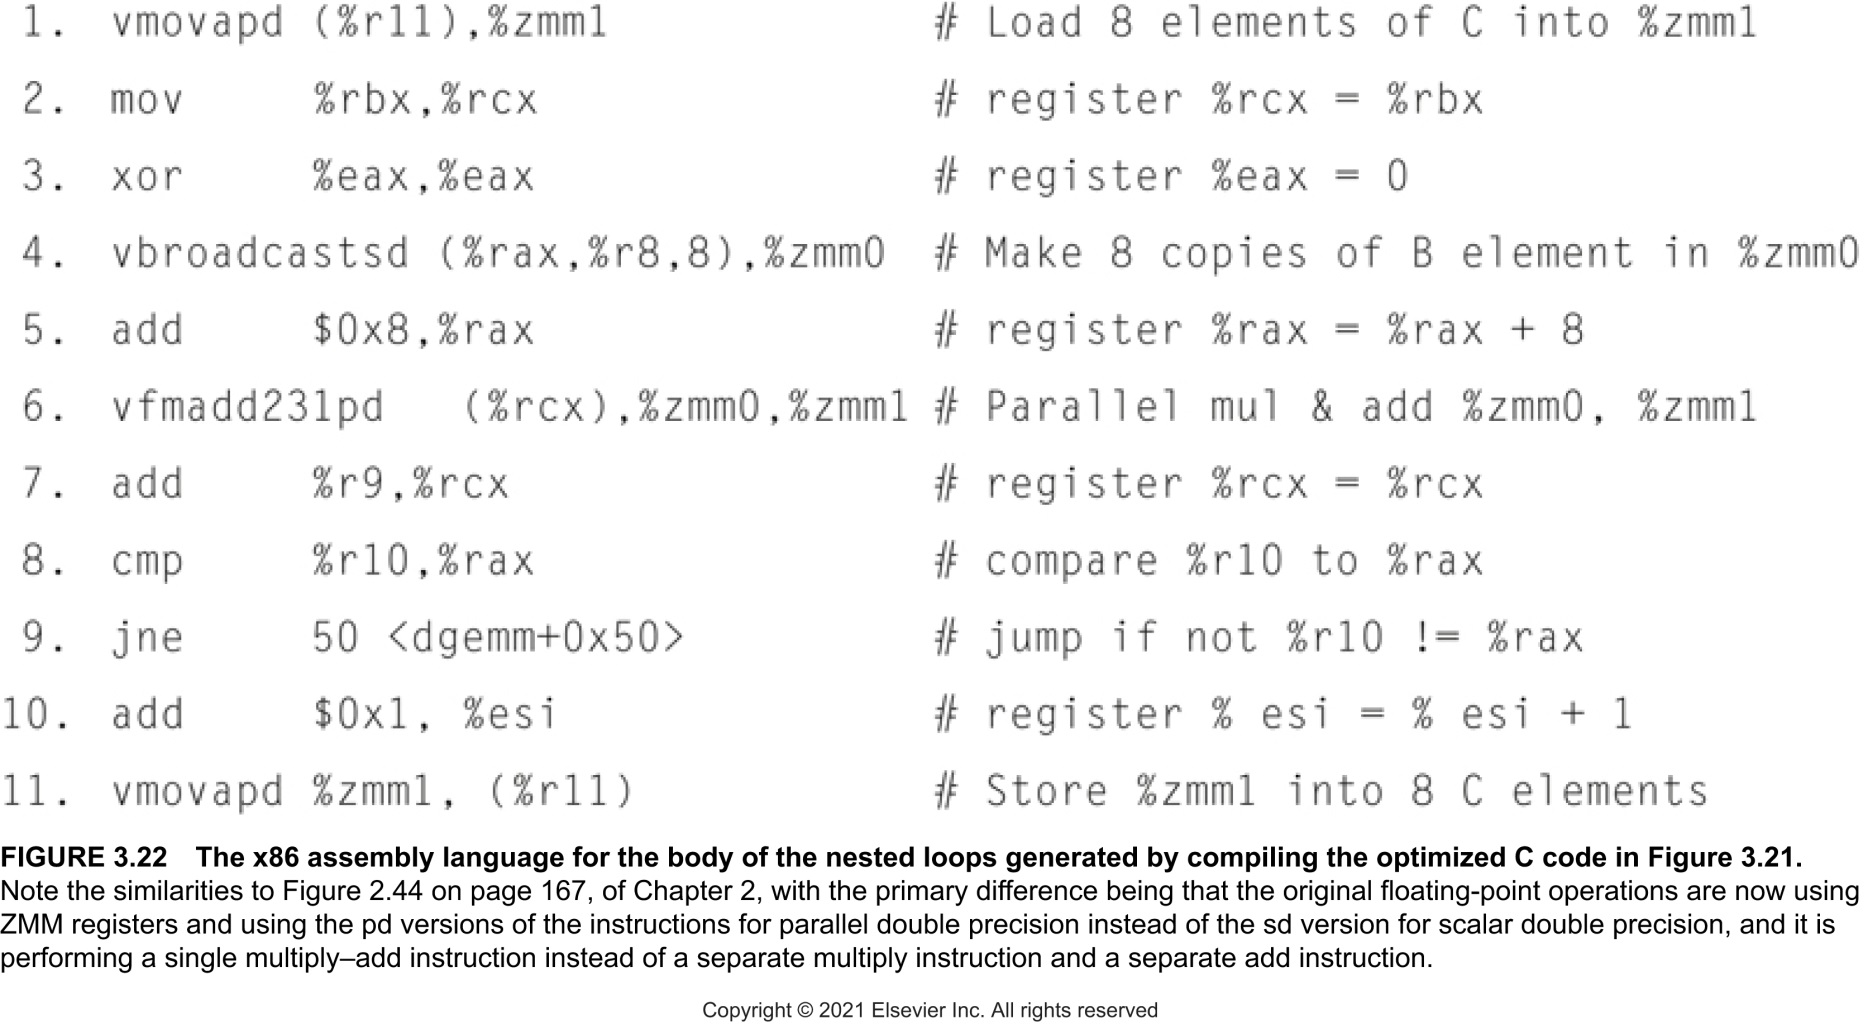 1. vmovapd (%r11),%zmm1 # Load 8 elements of C into %zmm1
2. mov %rbx,%rcx # register %rcx = %rbx
3. xor %eax,%eax # register %eax = 0
4. vbroadcastsd (%rax,%r8,8),%zmm0 # Make 8 copies of B element in %zmm0
5. add $0x8,%rax # register %rax = %rax + 8
6. vfmadd231pd (%rcx),%zmm0,%zmm1 # Parallel mul & add %zmm0, %zmm1
7. add %r9,%rcx # register %rcx = %rcx
8. cmp %r10,%rax # compare %r10 to %rax
9. jne 50 <dgemm+0x50> # jump if not %r10 != %rax
10. add $0x1, %esi # register % esi = % esi + 1
11. vmovapd %zmm1, (%r11) # Store %zmm1 into 8 C elements
FIGURE 3.22 The x86 assembly language for the body of the nested loops generated by compiling the optimized C code in Figure 3.21.
Note the similarities to Figure 2.44 on page 167, of Chapter 2, with the primary difference being that the original floating-point operations are now using
ZMM registers and using the pd versions of the instructions for parallel double precision instead of the sd version for scalar double precision, and it is
performing a single multiply–add instruction instead of a separate multiply instruction and a separate add instruction.
Copyright © 2021 Elsevier Inc. All rights reserved